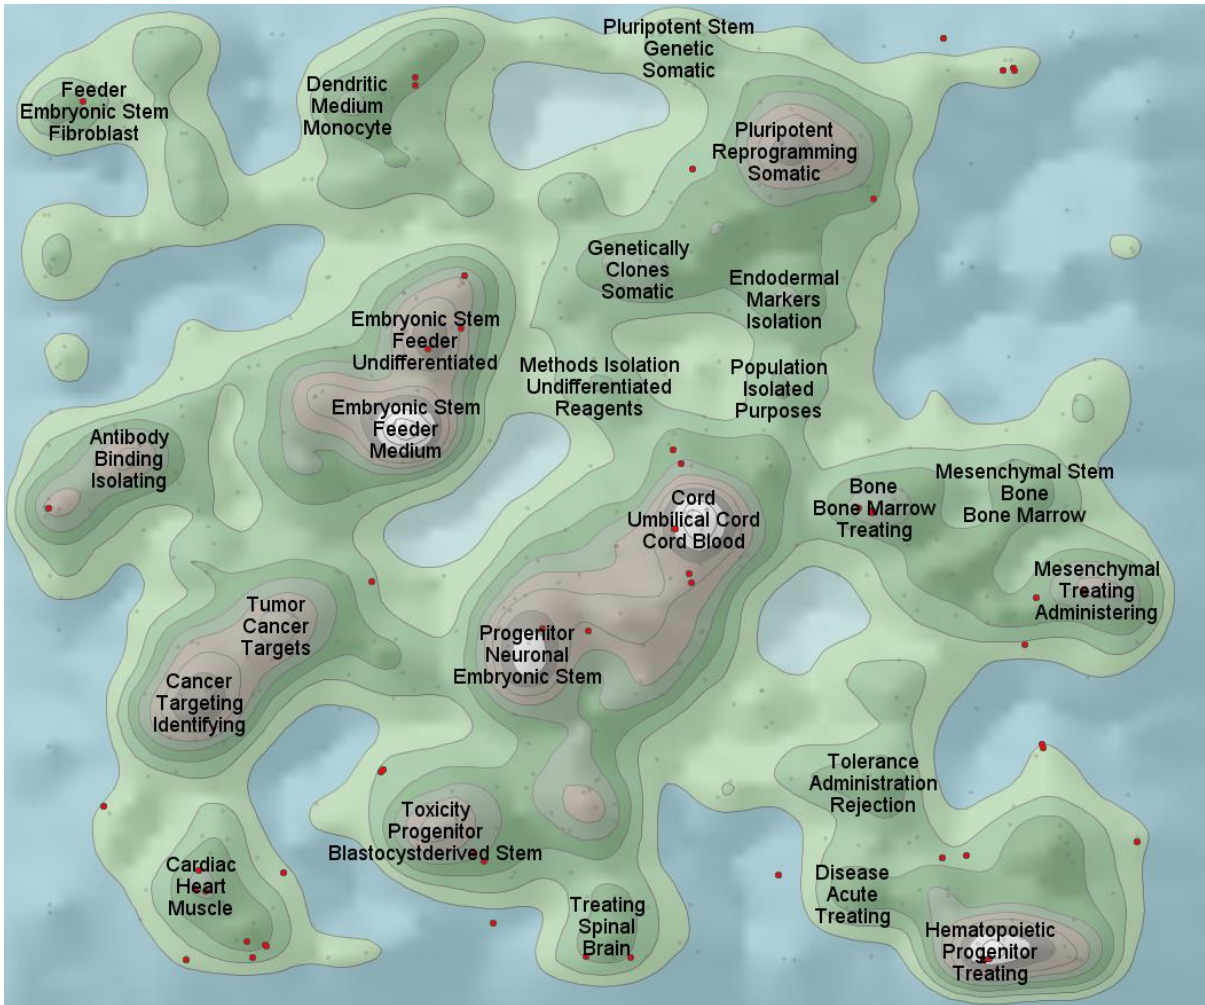 Pluripotent Stem
Genetic
Somatic
Feeder
Embryonic Stem
Fibroblast
Dendritic
Medium
Monocyte
Pluripotent
Reprogramming
Somatic
Genetically
Clones
Somatic
Endodermal
Markers
Isolation
Embryonic Stem
Feeder
Undifferentiated
Methods Isolation
Undifferentiated
Reagents
Population
Isolated
Purposes
Embryonic Stem
Feeder
Medium
Antibody
Binding
Isolating
Mesenchymal Stem
Bone
Bone Marrow
Bone
Bone Marrow
Treating
Cord
Umbilical Cord
Cord Blood
Mesenchymal
Treating
Administering
Tumor
Cancer
Targets
Progenitor
Neuronal
Embryonic Stem
Cancer
Targeting
Identifying
Tolerance
Administration
Rejection
Toxicity
Progenitor
Blastocystderived Stem
Cardiac
Heart
Muscle
Disease
Acute
Treating
Treating
Spinal
Brain
Hematopoietic
Progenitor
Treating